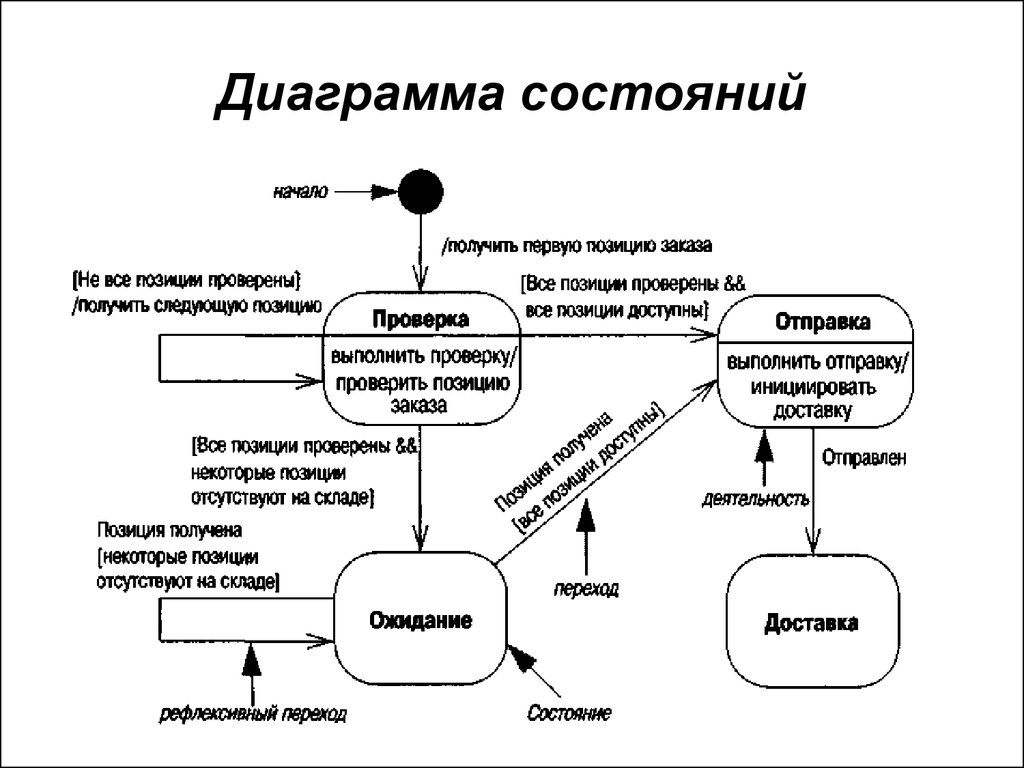 Диаграмма состояний
начало
/получить первую позицию заказа
[Не все позиции проверены]
/получить следующую позицию
[Все позиции проверены &&
все позиции доступны]
Проверка
выполнить проверку/
проверить позицию
заказа
Отправка
выполнить отправку/
инициировать
доставку
[Все позиции проверены &&
некоторые позиции
отсутствуют на складе]
Позиция получена
[все позиции доступны]
Отправлен
деятельность
Позиция получена
[некоторые позиции
отсутствуют на складе]
переход
Ожидание
Доставка
рефлексивный переход
Состояние